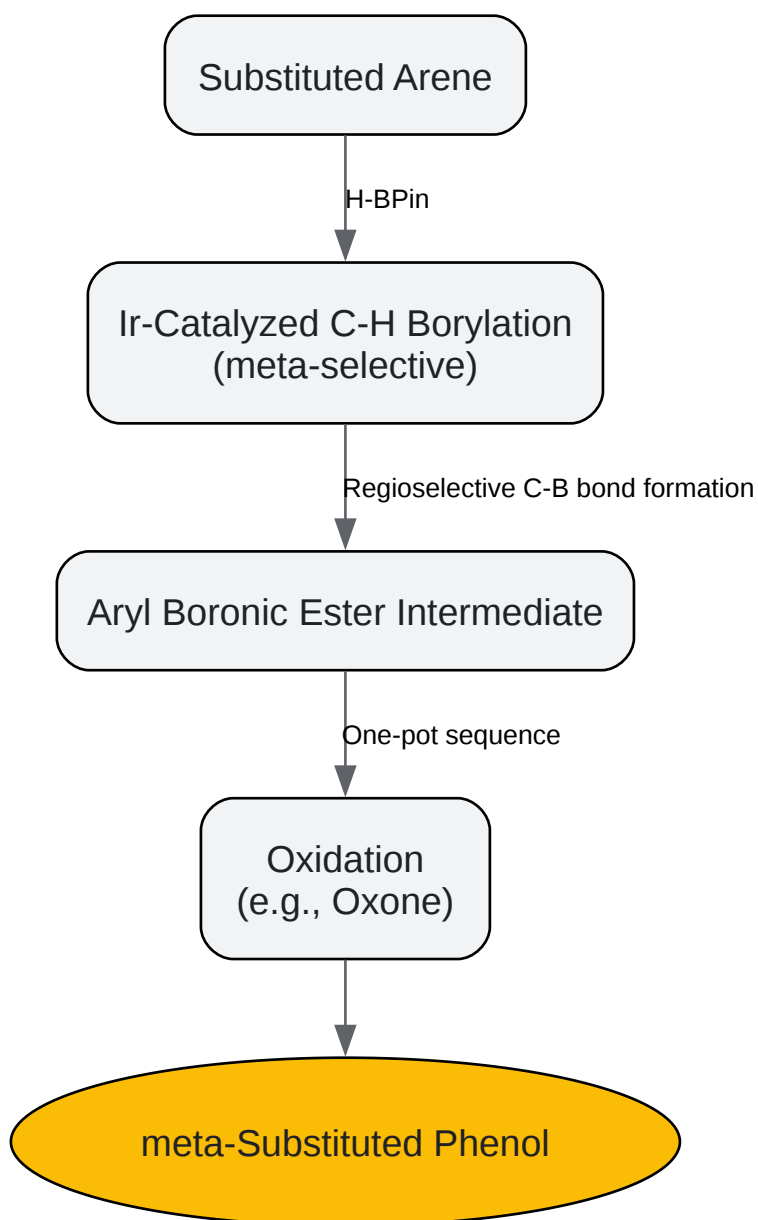 Substituted Arene
H-BPin
Ir-Catalyzed C-H Borylation
(meta-selective)
Regioselective C-B bond formation
Aryl Boronic Ester Intermediate
One-pot sequence
Oxidation
(e.g., Oxone)
meta-Substituted Phenol